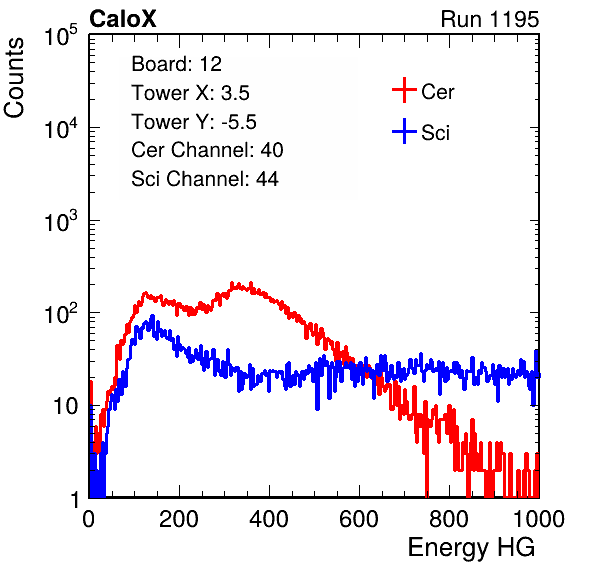 CaloX Run 1195
Counts
10^5
10^4
10^3
10^2
10
1
Board: 12
Tower X: 3.5
Tower Y: -5.5
Cer Channel: 40
Sci Channel: 44
Cer
Sci
0 200 400 600 800 1000
Energy HG